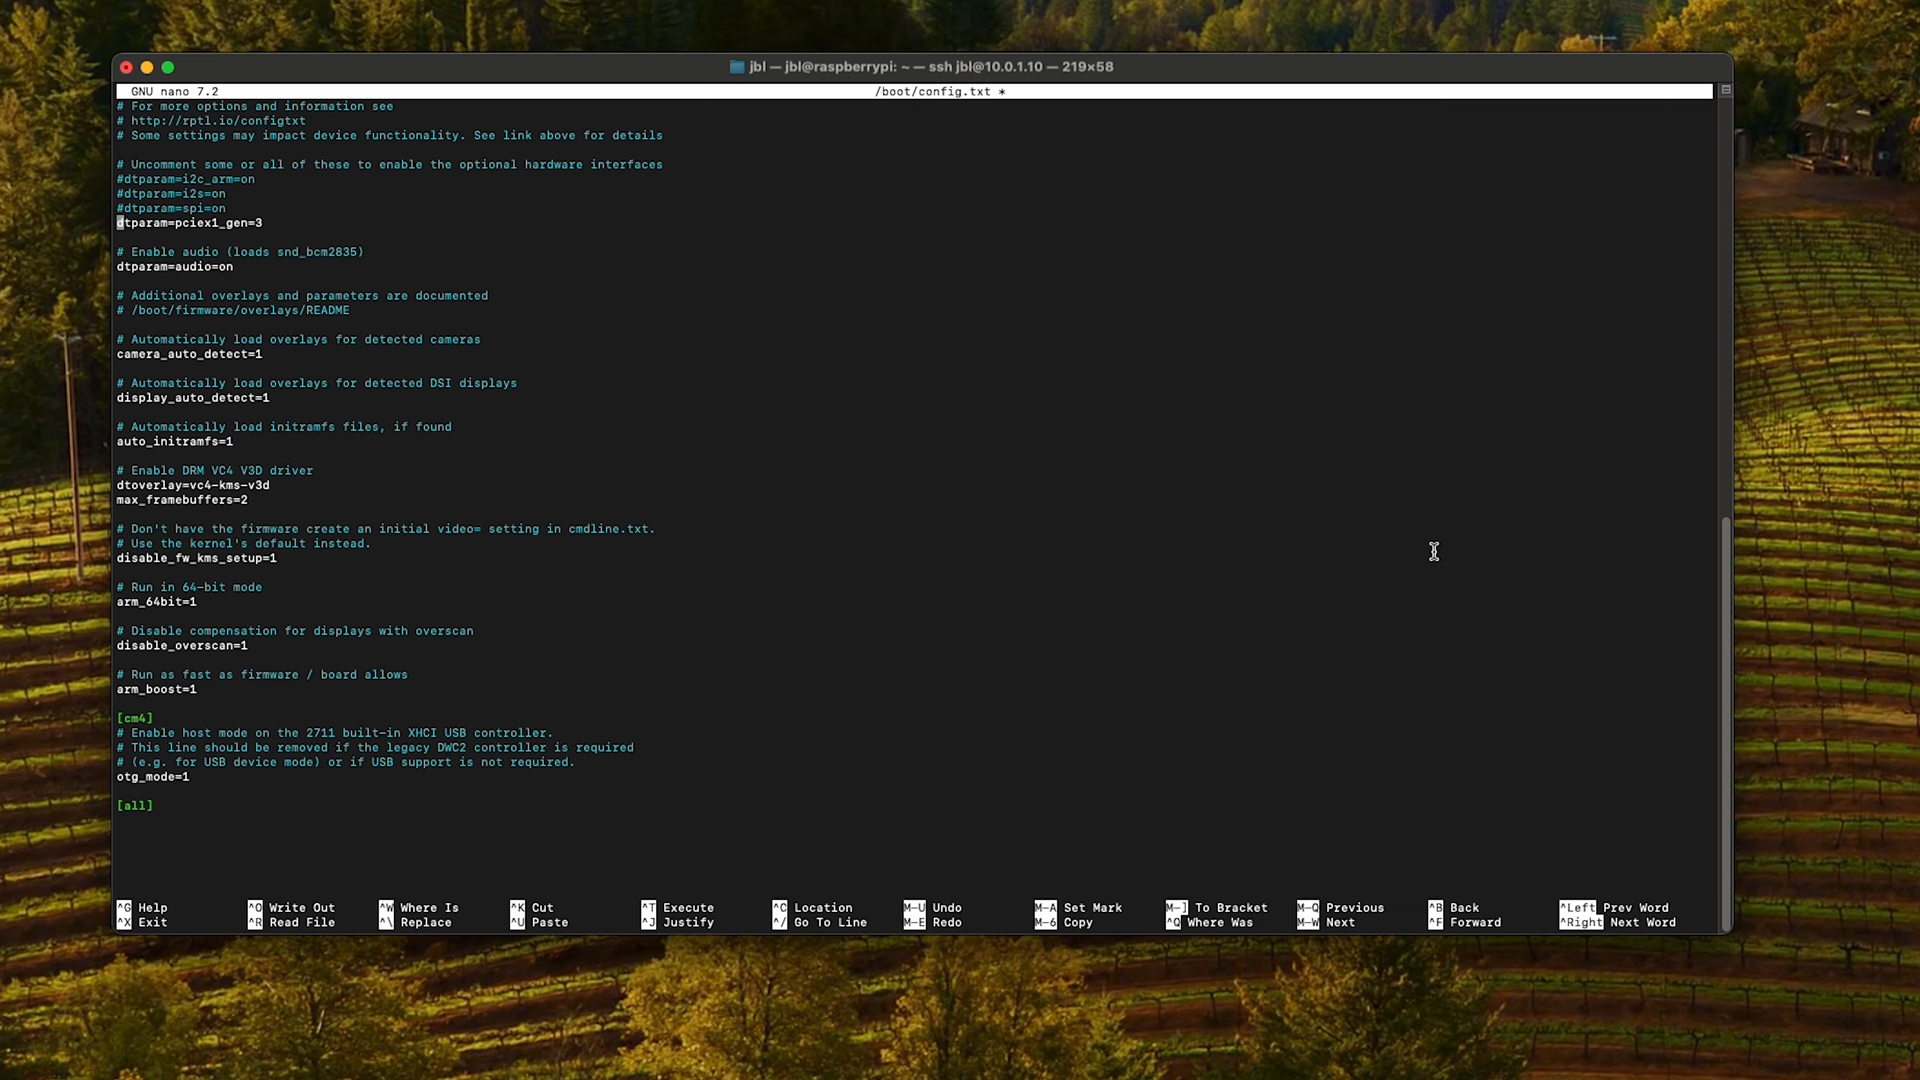 jbl — jbl@raspberrypi: ~ — ssh jbl@10.0.1.10 — 219×58
GNU nano 7.2 /boot/config.txt *
# For more options and information see
# http://rptl.io/configtxt
# Some settings may impact device functionality. See link above for details
# Uncomment some or all of these to enable the optional hardware interfaces
#dtparam=i2c_arm=on
#dtparam=i2s=on
#dtparam=spi=on
dtparam=pciex1_gen=3
# Enable audio (loads snd_bcm2835)
dtparam=audio=on
# Additional overlays and parameters are documented
# /boot/firmware/overlays/README
# Automatically load overlays for detected cameras
camera_auto_detect=1
# Automatically load overlays for detected DSI displays
display_auto_detect=1
# Automatically load initramfs files, if found
auto_initramfs=1
# Enable DRM VC4 V3D driver
dtoverlay=vc4-kms-v3d
max_framebuffers=2
# Don't have the firmware create an initial video= setting in cmdline.txt.
# Use the kernel's default instead.
disable_fw_kms_setup=1
# Run in 64-bit mode
arm_64bit=1
# Disable compensation for displays with overscan
disable_overscan=1
# Run as fast as firmware / board allows
arm_boost=1
[cm4]
# Enable host mode on the 2711 built-in XHCI USB controller.
# This line should be removed if the legacy DWC2 controller is required
# (e.g. for USB device mode) or if USB support is not required.
otg_mode=1
[all]
^G Help ^O Write Out ^W Where Is ^K Cut ^T Execute ^C Location M-U Undo M-A Set Mark M-] To Bracket M-Q Previous ^B Back ^Left Prev Word
^X Exit ^R Read File ^\ Replace ^U Paste ^J Justify ^/ Go To Line M-E Redo M-6 Copy ^Q Where Was M-W Next ^F Forward ^Right Next Word